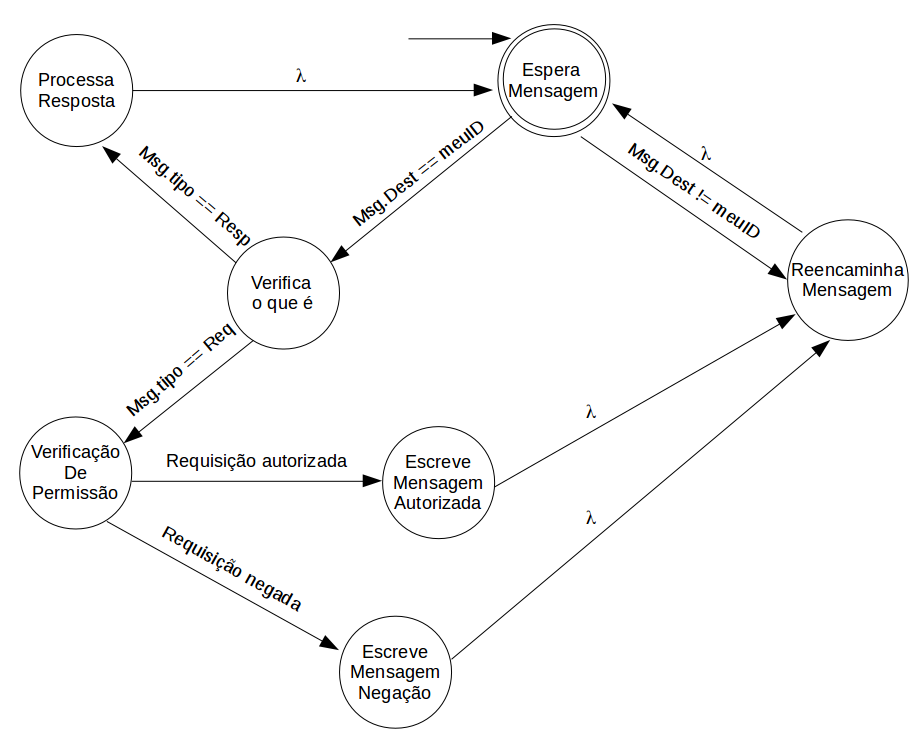 Processa
Resposta
λ
Espera
Mensagem
Msg.tipo == Resp
Msg.Dest == meuID
Msg.Dest != meuID
λ
Verifica
o que é
Reencaminha
Mensagem
Msg.tipo == Req
Verificação
De
Permissão
Requisição autorizada
Escreve
Mensagem
Autorizada
λ
Requisição negada
λ
Escreve
Mensagem
Negação